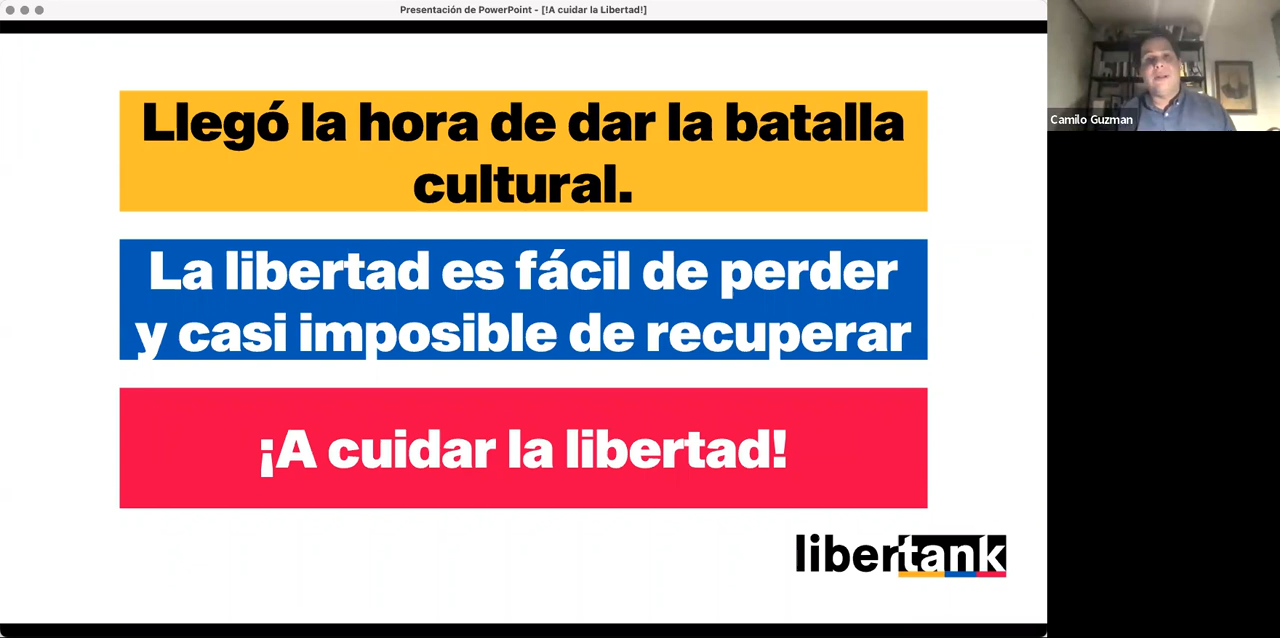 Presentación de PowerPoint - [!A cuidar la Libertad!]
Llegó la hora de dar la batalla
cultural.
La libertad es fácil de perder
y casi imposible de recuperar
¡A cuidar la libertad!
libertank
Camilo Guzman